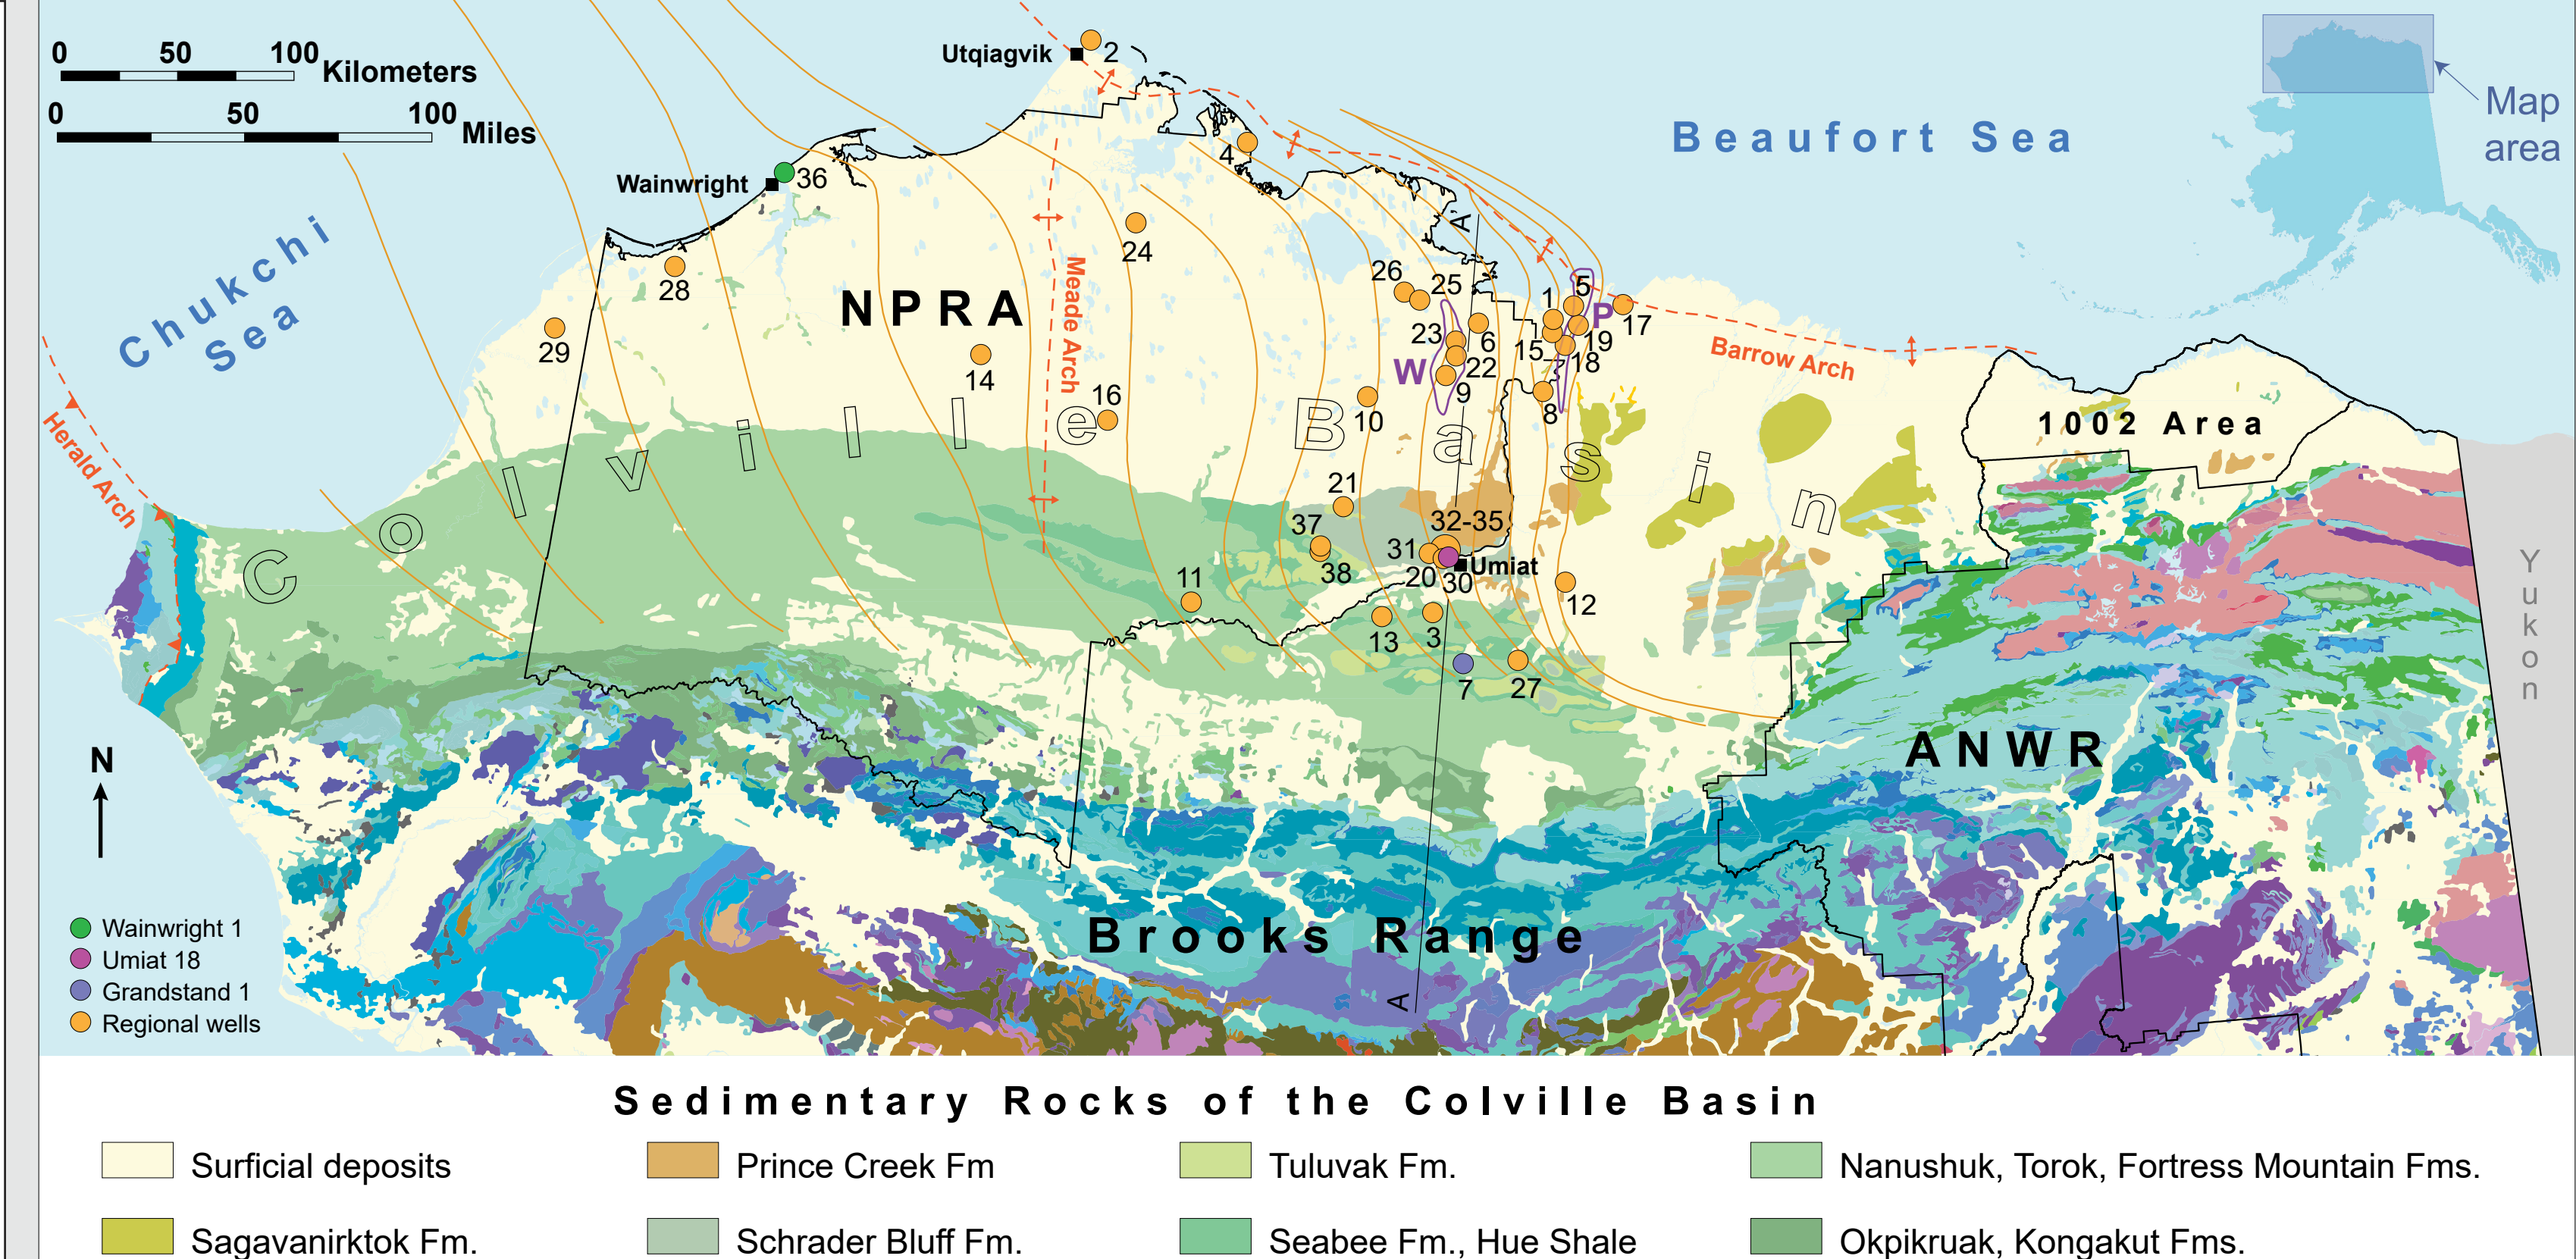 0 50 100 Kilometers
0 50 100 Miles
Utqiagvik
2
Wainwright
36
4
Beaufort Sea
Map
area
Chukchi
Sea
24
28
29
NPRA
Meade Arch
14
16
26
25
A'
23
6
22
W
9
10
1
5
P
17
15
19
18
8
Barrow Arch
1002 Area
Herald Arch
Colville Basin
21
37
38
32-35
31
20
30
Umiat
11
13
3
12
7
27
Yukon
ANWR
N
Brooks Range
A
Wainwright 1
Umiat 18
Grandstand 1
Regional wells
Sedimentary Rocks of the Colville Basin
Surficial deposits
Prince Creek Fm
Tuluvak Fm.
Nanushuk, Torok, Fortress Mountain Fms.
Sagavanirktok Fm.
Schrader Bluff Fm.
Seabee Fm., Hue Shale
Okpikruak, Kongakut Fms.